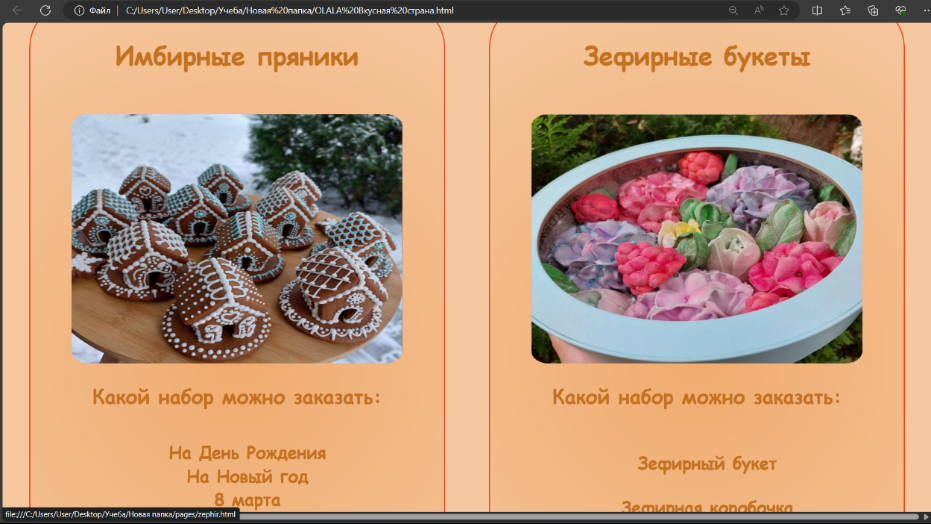 Файл
C:/Users/User/Desktop/Учеба/Новая%20папка/OLALA%20Вкусная%20страна.html
Имбирные пряники
Зефирные букеты
Какой набор можно заказать:
Какой набор можно заказать:
На День Рождения
На Новый год
8 марта
Зефирный букет
Зефирная коробочка
file:///C:/Users/User/Desktop/Учеба/Новая папка/pages/zephir.html